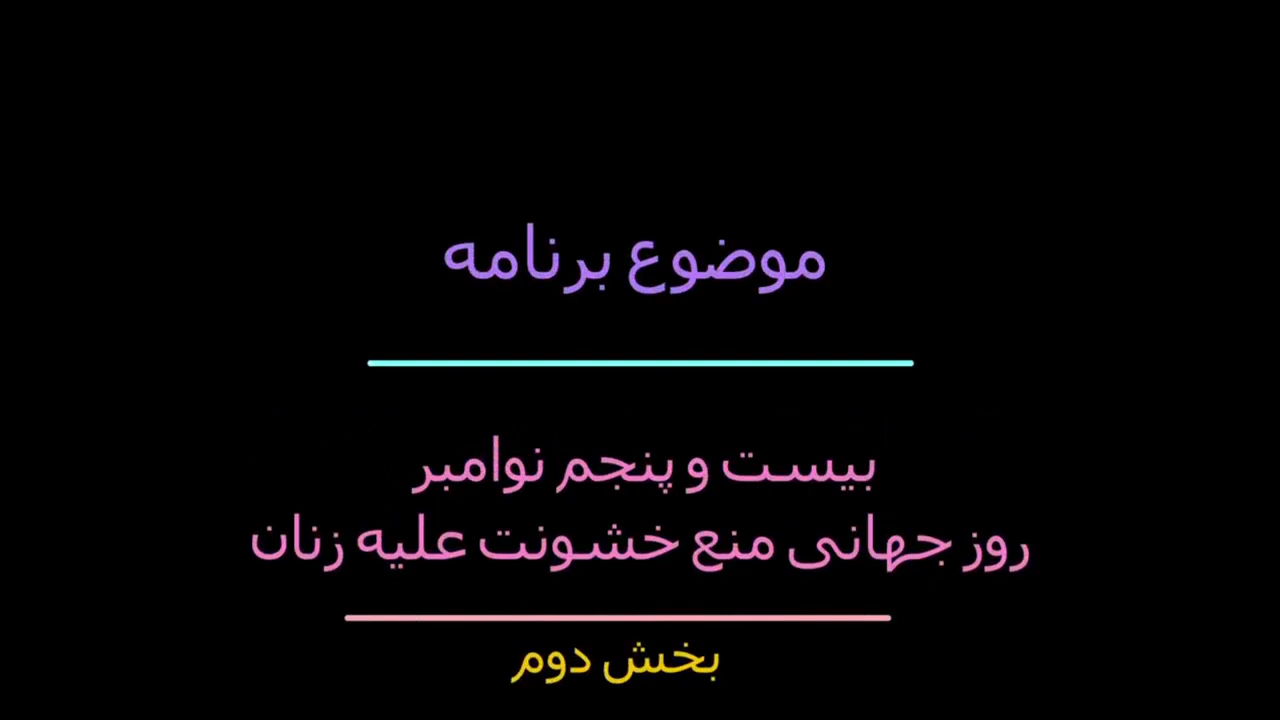 موضوع برنامه
بیست و پنجم نوامبر
روز جهانی منع خشونت علیه زنان
بخش دوم